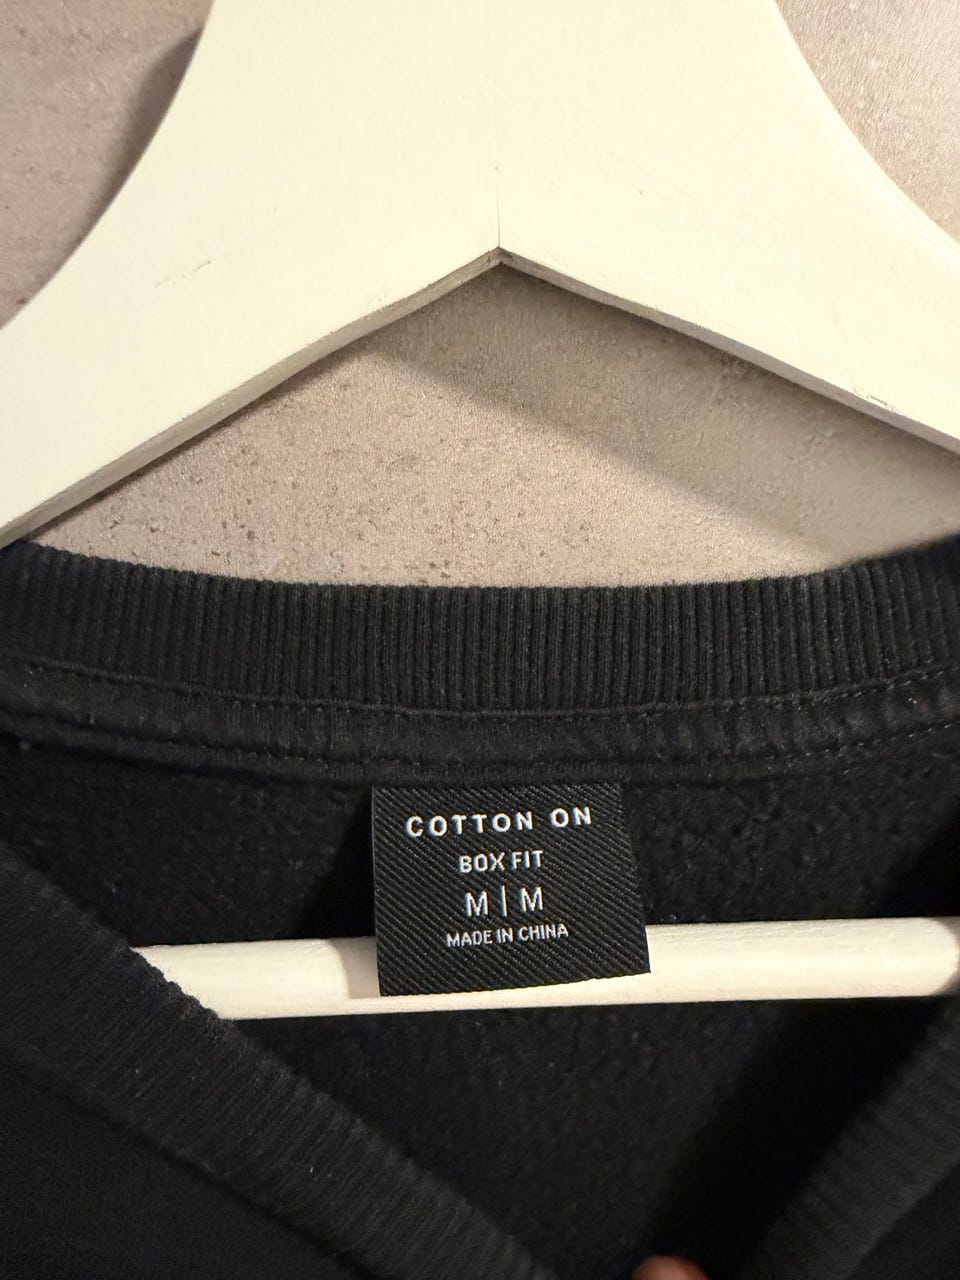 COTTON ON
BOX FIT
M | M
MADE IN CHINA